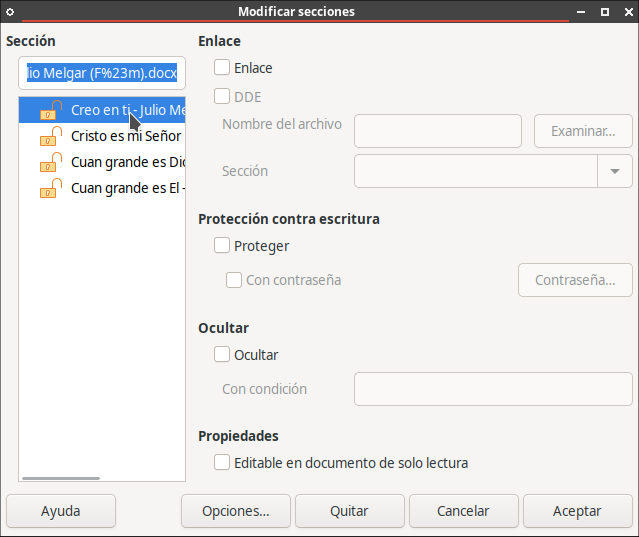 Modificar secciones
Sección
lio Melgar (F%23m).docx
Creo en ti - Julio Me
Cristo es mi Señor
Cuan grande es Dio
Cuan grande es El -
Enlace
Enlace
DDE
Nombre del archivo
Examinar...
Sección
Protección contra escritura
Proteger
Con contraseña
Contraseña...
Ocultar
Ocultar
Con condición
Propiedades
Editable en documento de solo lectura
Ayuda
Opciones...
Quitar
Cancelar
Aceptar